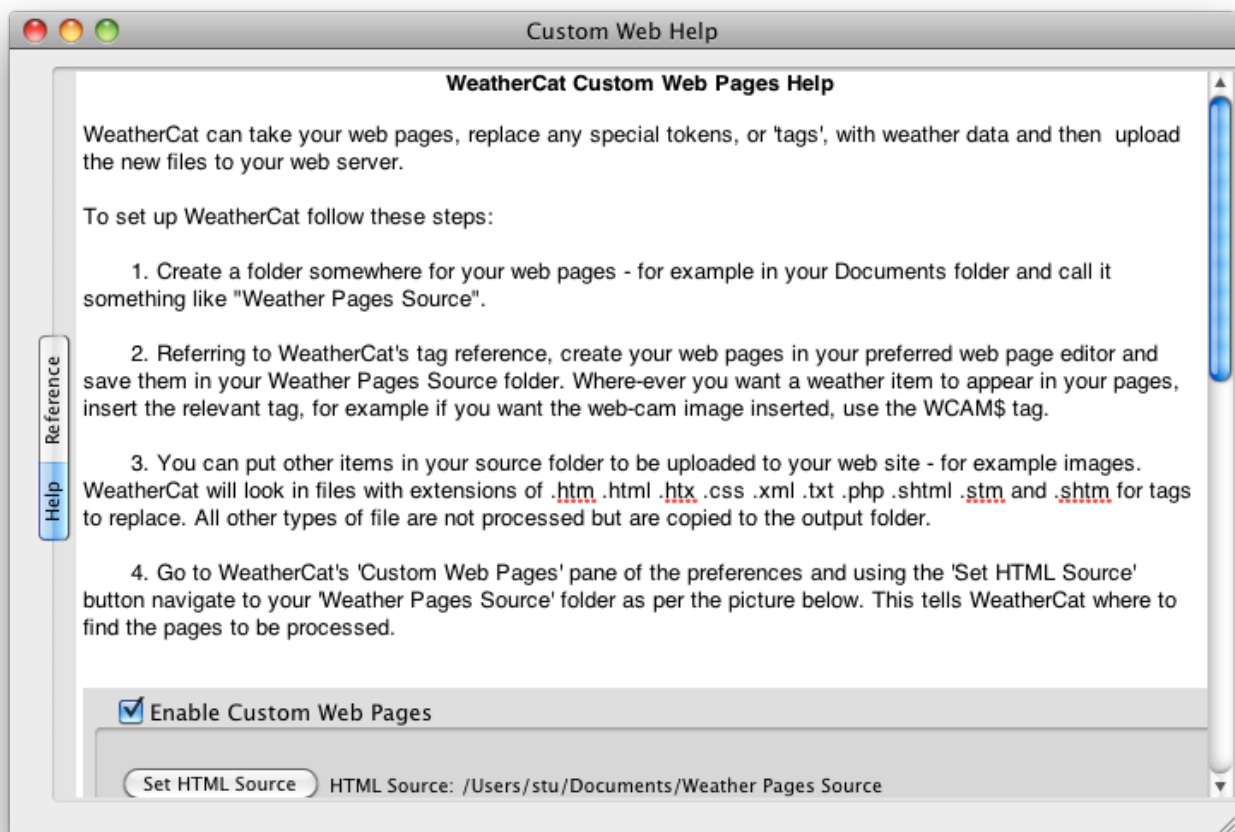 Custom Web Help
WeatherCat Custom Web Pages Help
WeatherCat can take your web pages, replace any special tokens, or 'tags', with weather data and then  upload
the new files to your web server.
To set up WeatherCat follow these steps:
1. Create a folder somewhere for your web pages - for example in your Documents folder and call it
something like "Weather Pages Source".
2. Referring to WeatherCat's tag reference, create your web pages in your preferred web page editor and
save them in your Weather Pages Source folder. Where-ever you want a weather item to appear in your pages,
insert the relevant tag, for example if you want the web-cam image inserted, use the WCAM$ tag.
3. You can put other items in your source folder to be uploaded to your web site - for example images.
WeatherCat will look in files with extensions of .htm .html .htx .css .xml .txt .php .shtml .stm and .shtm for tags
to replace. All other types of file are not processed but are copied to the output folder.
4. Go to WeatherCat's 'Custom Web Pages' pane of the preferences and using the 'Set HTML Source'
button navigate to your 'Weather Pages Source' folder as per the picture below. This tells WeatherCat where to
find the pages to be processed.
Reference
Help
Enable Custom Web Pages
Set HTML Source HTML Source: /Users/stu/Documents/Weather Pages Source